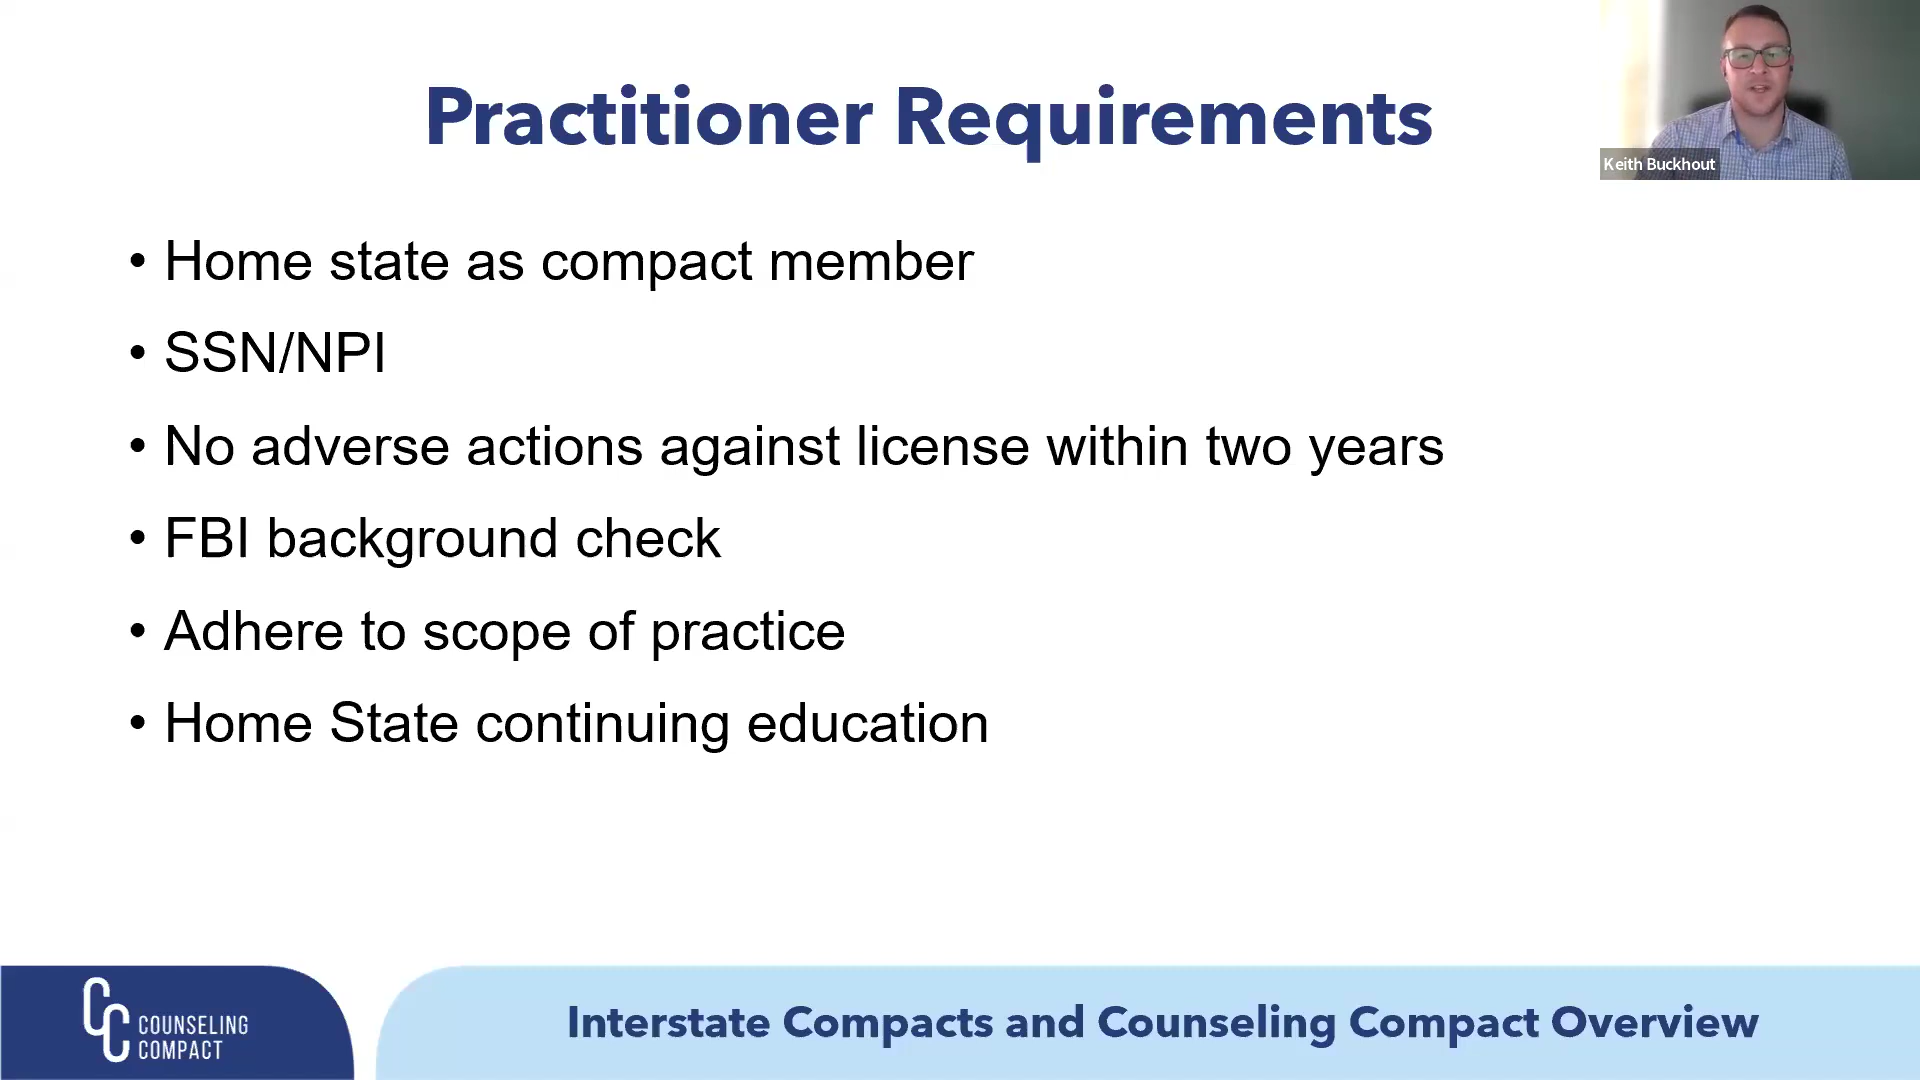 Practitioner Requirements
Keith Buckhout
• Home state as compact member
• SSN/NPI
• No adverse actions against license within two years
• FBI background check
• Adhere to scope of practice
• Home State continuing education
CC
COUNSELING
COMPACT
Interstate Compacts and Counseling Compact Overview